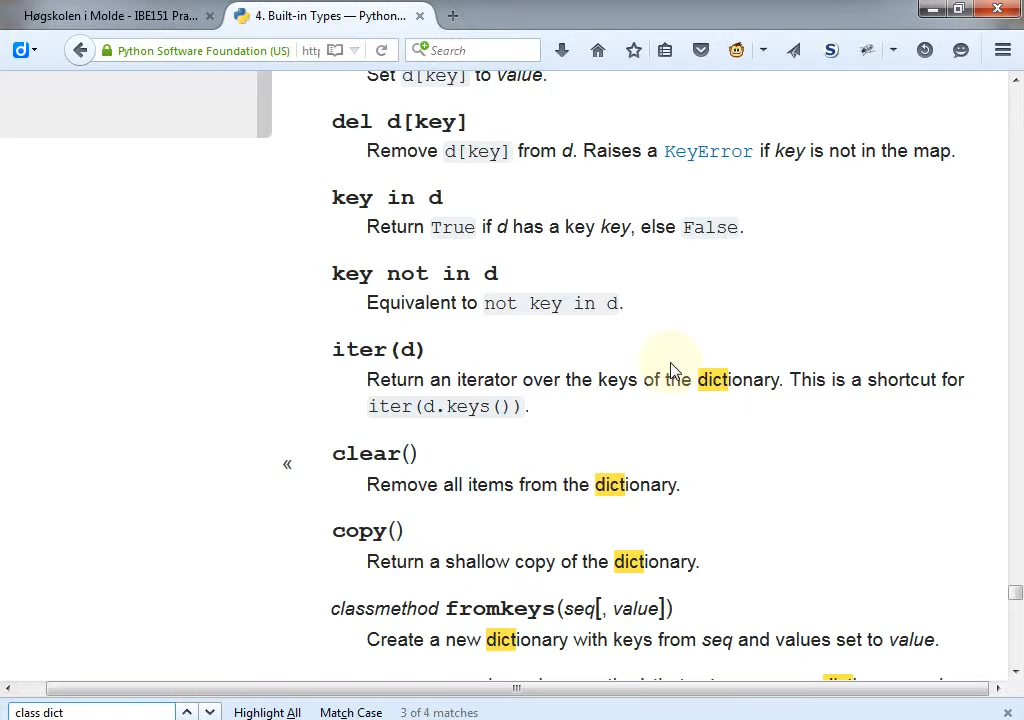 Høgskolen i Molde - IBE151 Pra...
4. Built-in Types — Python...
Python Software Foundation (US)
Search
Set d[key] to value.
del d[key]
Remove d[key] from d. Raises a KeyError if key is not in the map.
key in d
Return True if d has a key key, else False.
key not in d
Equivalent to not key in d.
iter(d)
Return an iterator over the keys of the dictionary. This is a shortcut for
iter(d.keys()).
«
clear()
Remove all items from the dictionary.
copy()
Return a shallow copy of the dictionary.
classmethod fromkeys(seq[, value])
Create a new dictionary with keys from seq and values set to value.
class dict
Highlight All
Match Case
3 of 4 matches